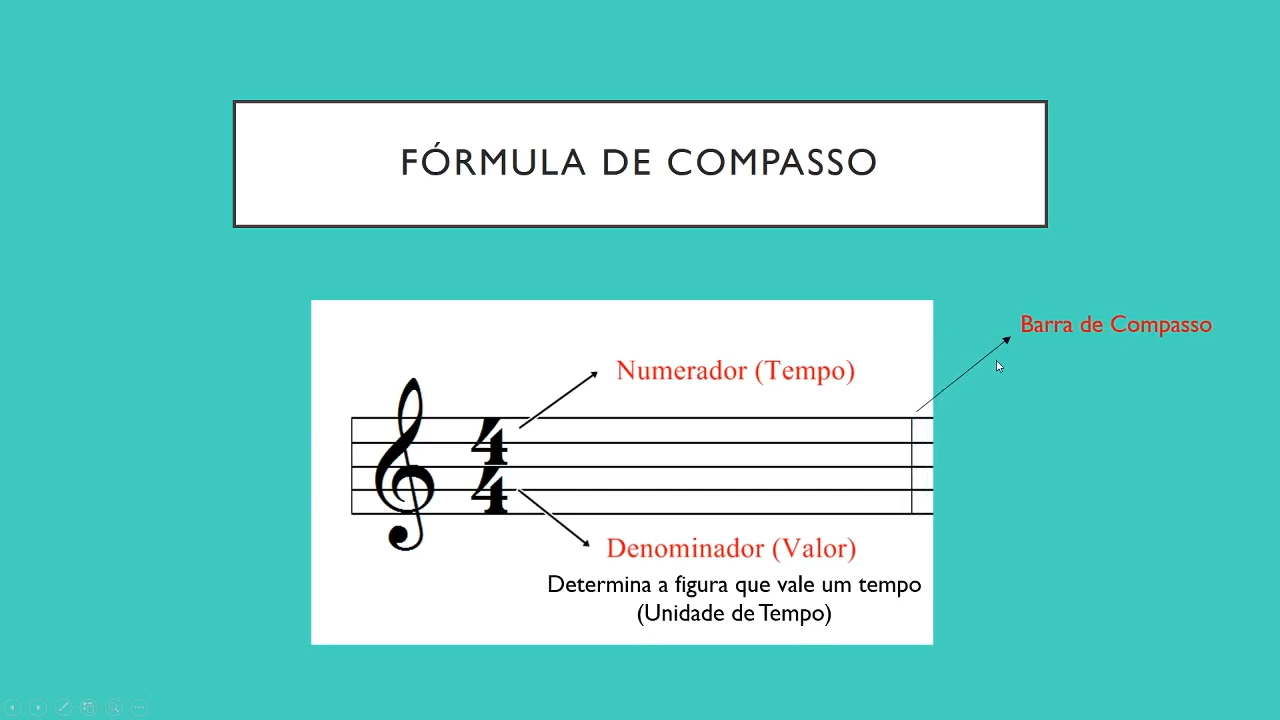 FÓRMULA DE COMPASSO
Barra de Compasso
Numerador (Tempo)
4
4
Denominador (Valor)
Determina a figura que vale um tempo
(Unidade de Tempo)